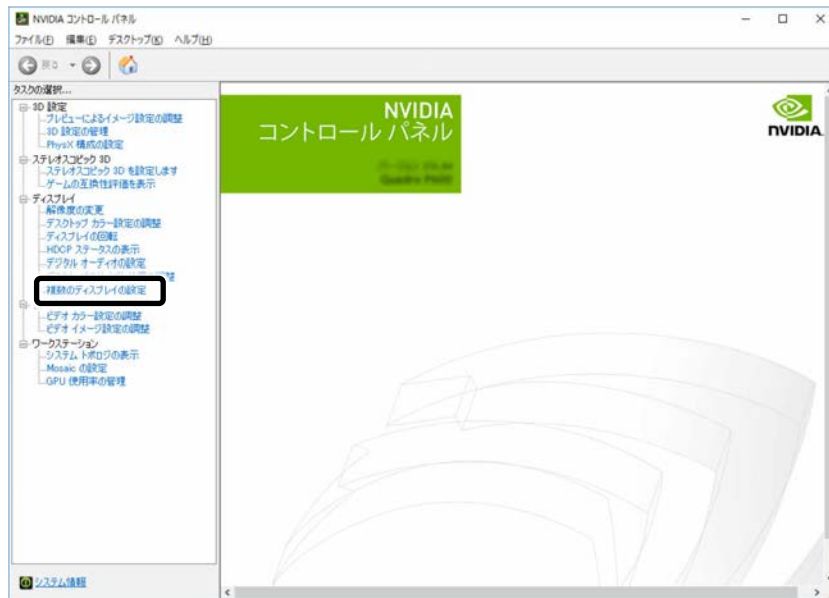 NVIDIA コントロール パネル
ファイル(F) 編集(E) デスクトップ(K) ヘルプ(H)
戻る
タスクの選択...
3D 設定
プレビューによるイメージ設定の調整
3D 設定の管理
PhysX 構成の設定
ステレオスコピック 3D
ステレオスコピック 3D を設定します
ゲームの互換性評価を表示
ディスプレイ
解像度の変更
デスクトップ カラー設定の調整
ディスプレイの回転
HDCP ステータスの表示
デジタル オーディオの設定
複数のディスプレイの設定
ビデオ カラー設定の調整
ビデオ イメージ設定の調整
ワークステーション
システム トポロジの表示
Mosaic の設定
GPU 使用率の管理
システム情報
NVIDIA
コントロール パネル
NVIDIA